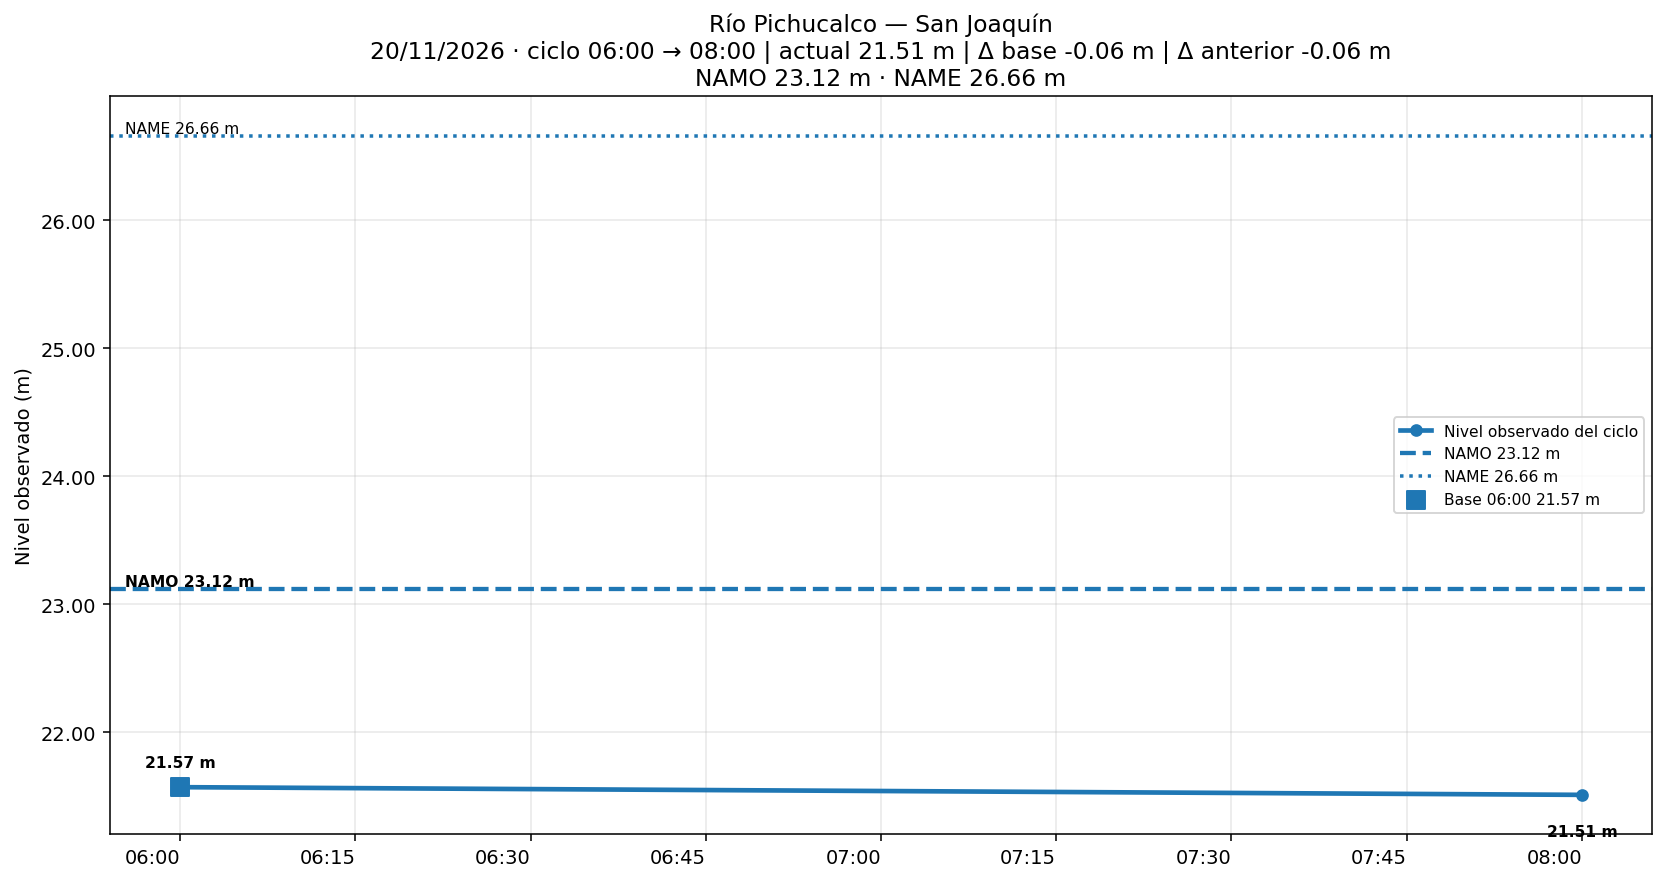 Río Pichucalco — San Joaquín
20/11/2026 · ciclo 06:00 → 08:00 | actual 21.51 m | Δ base -0.06 m | Δ anterior -0.06 m
NAMO 23.12 m · NAME 26.66 m
NAME 26.66 m
26.00
25.00
24.00
23.00
22.00
Nivel observado (m)
Nivel observado del ciclo
NAMO 23.12 m
NAME 26.66 m
Base 06:00 21.57 m
NAMO 23.12 m
21.57 m
21.51 m
06:00
06:15
06:30
06:45
07:00
07:15
07:30
07:45
08:00